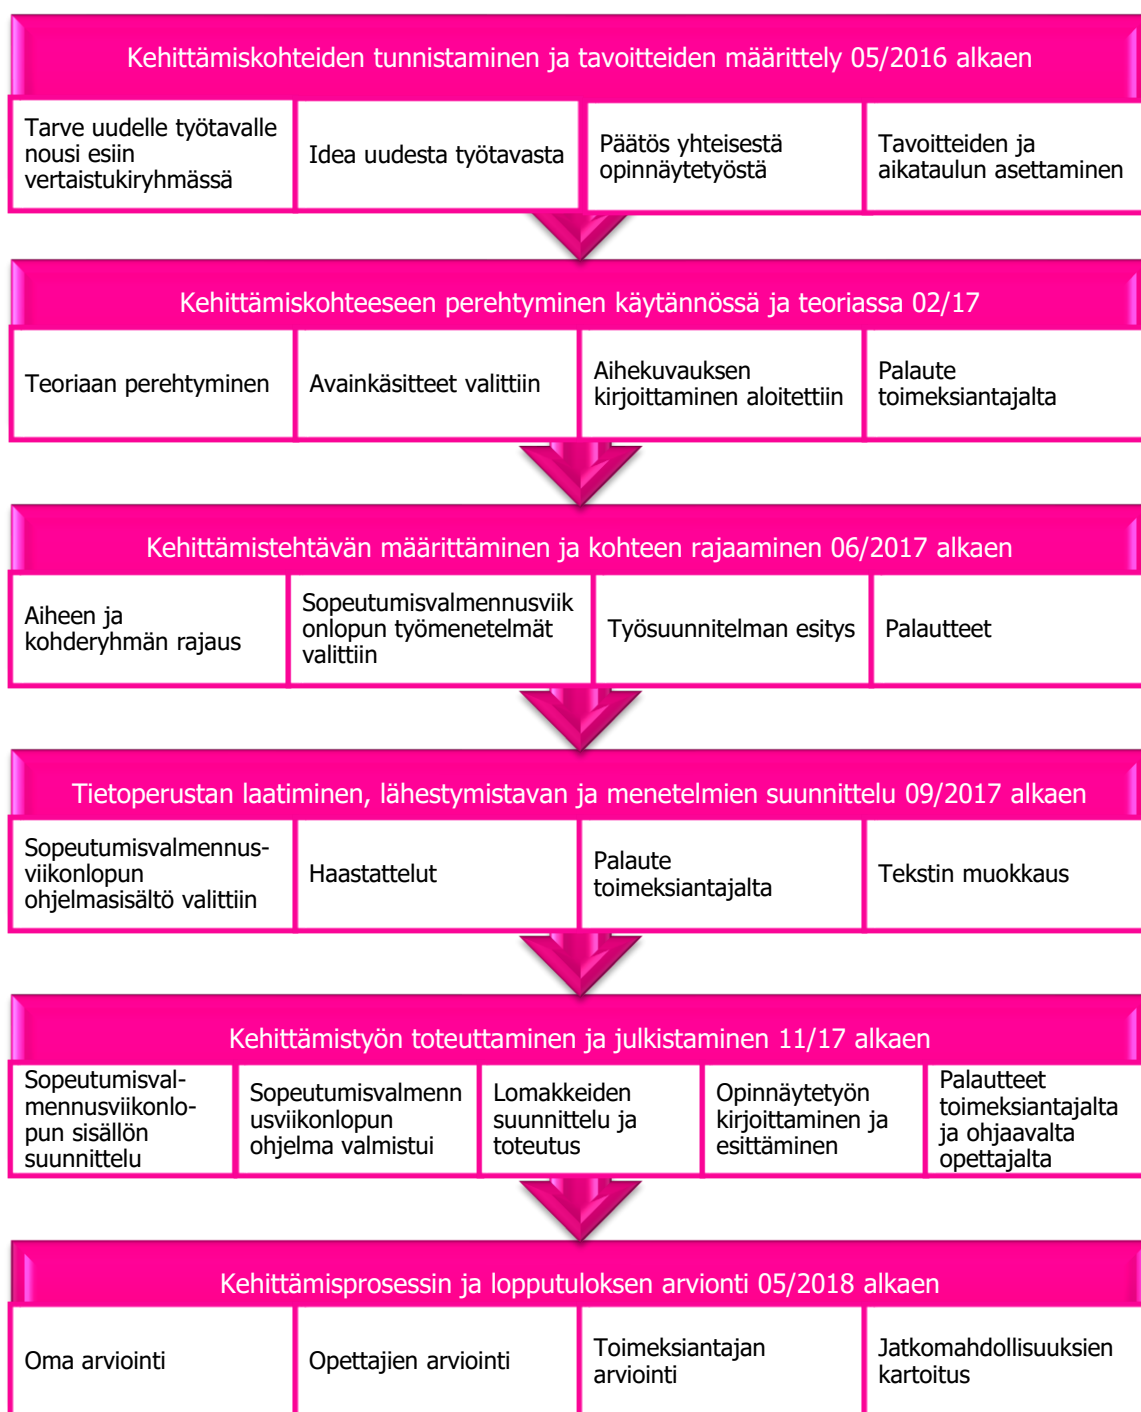 Kehittämiskohteiden tunnistaminen ja tavoitteiden määrittely 05/2016 alkaen
Tarve uudelle työtavalle
nousi esiin
vertaistukiryhmässä
Idea uudesta työtavasta
Päätös yhteisestä
opinnäytetyöstä
Tavoitteiden ja
aikataulun asettaminen
Kehittämiskohteeseen perehtyminen käytännössä ja teoriassa 02/17
Teoriaan perehtyminen
Avainkäsitteet valittiin
Aihekuvauksen
kirjoittaminen aloitettiin
Palaute
toimeksiantajalta
Kehittämistehtävän määrittäminen ja kohteen rajaaminen 06/2017 alkaen
Aiheen ja
kohderyhmän rajaus
Sopeutumisvalmennusviik
onlopun työmenetelmät
valittiin
Työsuunnitelman esitys
Palautteet
Tietoperustan laatiminen, lähestymistavan ja menetelmien suunnittelu 09/2017 alkaen
Sopeutumisvalmennus-
viikonlopun
ohjelmasisältö valittiin
Haastattelut
Palaute
toimeksiantajalta
Tekstin muokkaus
Kehittämistyön toteuttaminen ja julkistaminen 11/17 alkaen
Sopeutumisval-
mennusviikonlo-
pun sisällön
suunnittelu
Sopeutumisvalmenn
usviikonlopun
ohjelma valmistui
Lomakkeiden
suunnittelu ja
toteutus
Opinnäytetyön
kirjoittaminen ja
esittäminen
Palautteet
toimeksiantajalta
ja ohjaavalta
opettajalta
Kehittämisprosessin ja lopputuloksen arvionti 05/2018 alkaen
Oma arviointi
Opettajien arviointi
Toimeksiantajan
arviointi
Jatkomahdollisuuksien
kartoitus